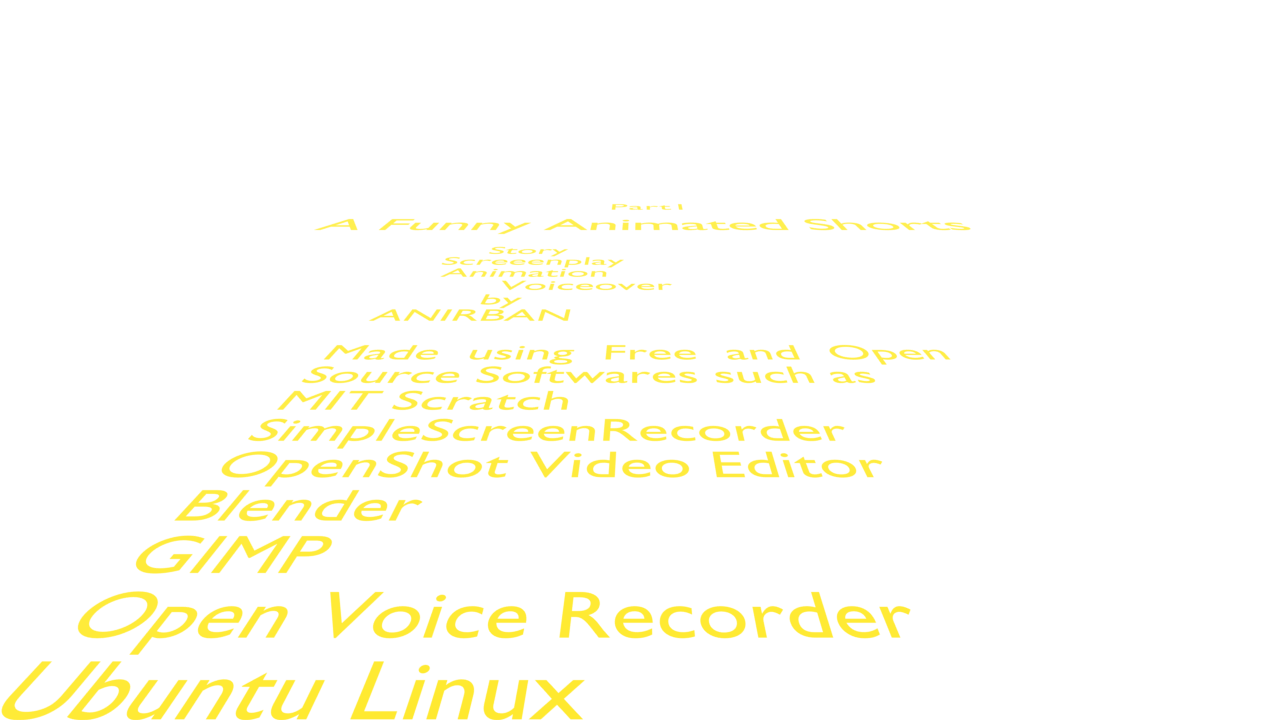 Part I
A Funny Animated Shorts
Story
Screeenplay
Animation
Voiceover
by
ANIRBAN
Made using Free and Open
Source Softwares such as
MIT Scratch
SimpleScreenRecorder
OpenShot Video Editor
Blender
GIMP
Open Voice Recorder
Ubuntu Linux